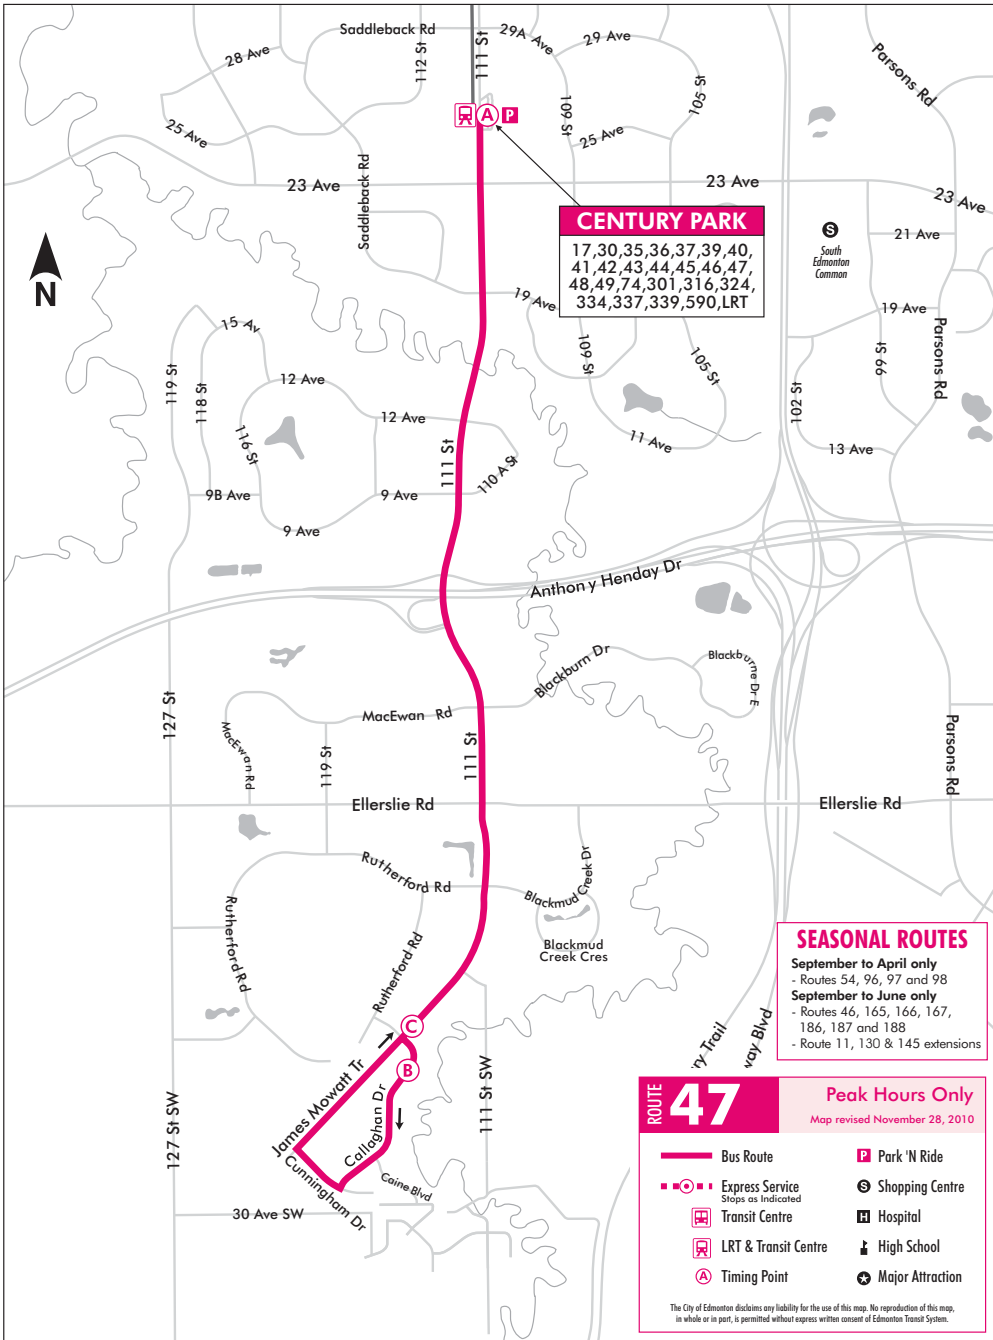 Saddleback Rd
29A Ave
29 Ave
28 Ave
112 St
111 St
109 St
105 St
Parsons Rd
A
P
25 Ave
25 Ave
Saddleback Rd
23 Ave
23 Ave
23 Ave
CENTURY PARK
17,30,35,36,37,39,40,
41,42,43,44,45,46,47,
48,49,74,301,316,324,
334,337,339,590,LRT
S
South
Edmonton
Common
21 Ave
N
19 Ave
19 Ave
15 Av
109 St
105 St
99 St
Parsons Rd
119 St
118 St
12 Ave
12 Ave
102 St
116 St
111 St
110 A St
11 Ave
13 Ave
9B Ave
9 Ave
9 Ave
Anthony Henday Dr
Blackburn Dr
Blackburne Dr E
127 St
MacEwan Rd
MacEwan Rd
119 St
111 St
Parsons Rd
Ellerslie Rd
Ellerslie Rd
Rutherford Rd
Blackmud Creek Dr
Rutherford Rd
Blackmud
Creek Cres
Rutherford Rd
SEASONAL ROUTES
September to April only
- Routes 54, 96, 97 and 98
September to June only
- Routes 46, 165, 166, 167,
186, 187 and 188
- Route 11, 130 & 145 extensions
C
B
ry Trail
way Blvd
James Mowatt Tr
Callaghan Dr
111 St SW
127 St SW
Cunningham Dr
Caine Blvd
30 Ave SW
ROUTE 47
Peak Hours Only
Map revised November 28, 2010
Bus Route
P Park 'N Ride
Express Service
Stops as Indicated
S Shopping Centre
Transit Centre
H Hospital
LRT & Transit Centre
High School
A Timing Point
Major Attraction
The City of Edmonton disclaims any liability for the use of this map. No reproduction of this map,
in whole or in part, is permitted without express written consent of Edmonton Transit System.